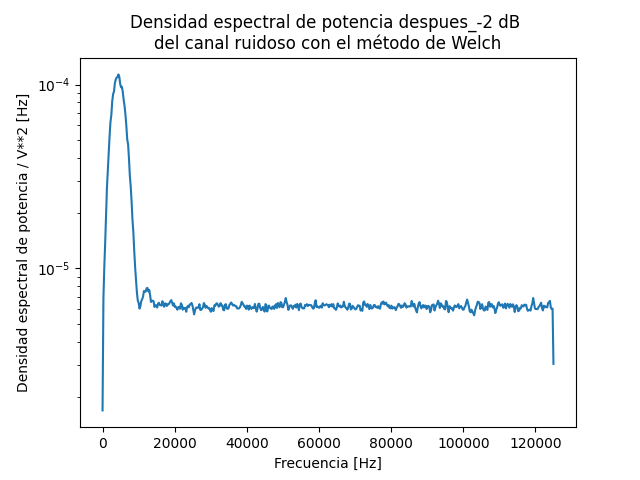 Densidad espectral de potencia despues_-2 dB
del canal ruidoso con el método de Welch
Densidad espectral de potencia / V**2 [Hz]
10⁻⁴
10⁻⁵
0 20000 40000 60000 80000 100000 120000
Frecuencia [Hz]